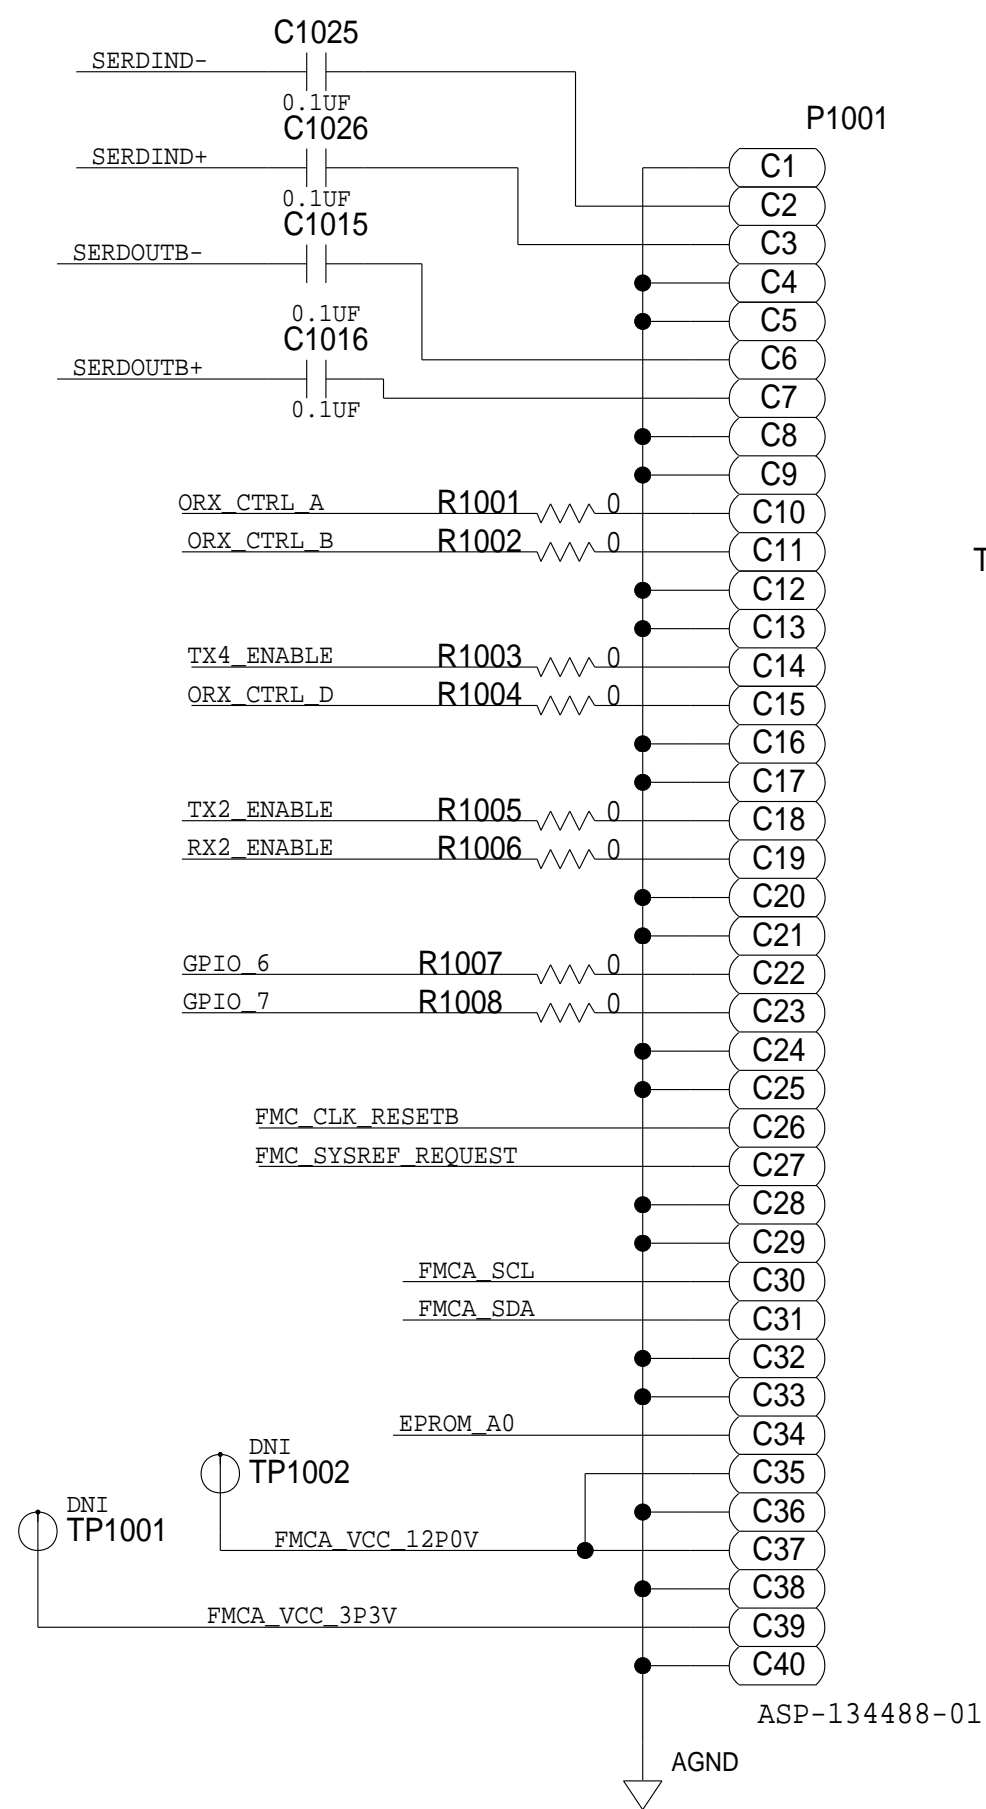 C1025
SERDIND-
0.1UF
C1026
P1001
SERDIND+
C1
0.1UF
C2
C1015
SERDOUTB-
C3
C4
0.1UF
C5
C1016
SERDOUTB+
C6
0.1UF
C7
C8
C9
ORX_CTRL_A R1001 0 C10
ORX_CTRL_B R1002 0 C11
T
C12
C13
TX4_ENABLE R1003 0 C14
ORX_CTRL_D R1004 0 C15
C16
C17
TX2_ENABLE R1005 0 C18
RX2_ENABLE R1006 0 C19
C20
C21
GPIO_6 R1007 0 C22
GPIO_7 R1008 0 C23
C24
C25
FMC_CLK_RESETB C26
FMC_SYSREF_REQUEST C27
C28
C29
FMCA_SCL C30
FMCA_SDA C31
C32
C33
EPROM_A0 C34
DNI
TP1002 C35
DNI
C36
TP1001
FMCA_VCC_12P0V C37
C38
FMCA_VCC_3P3V C39
C40
ASP-134488-01
AGND